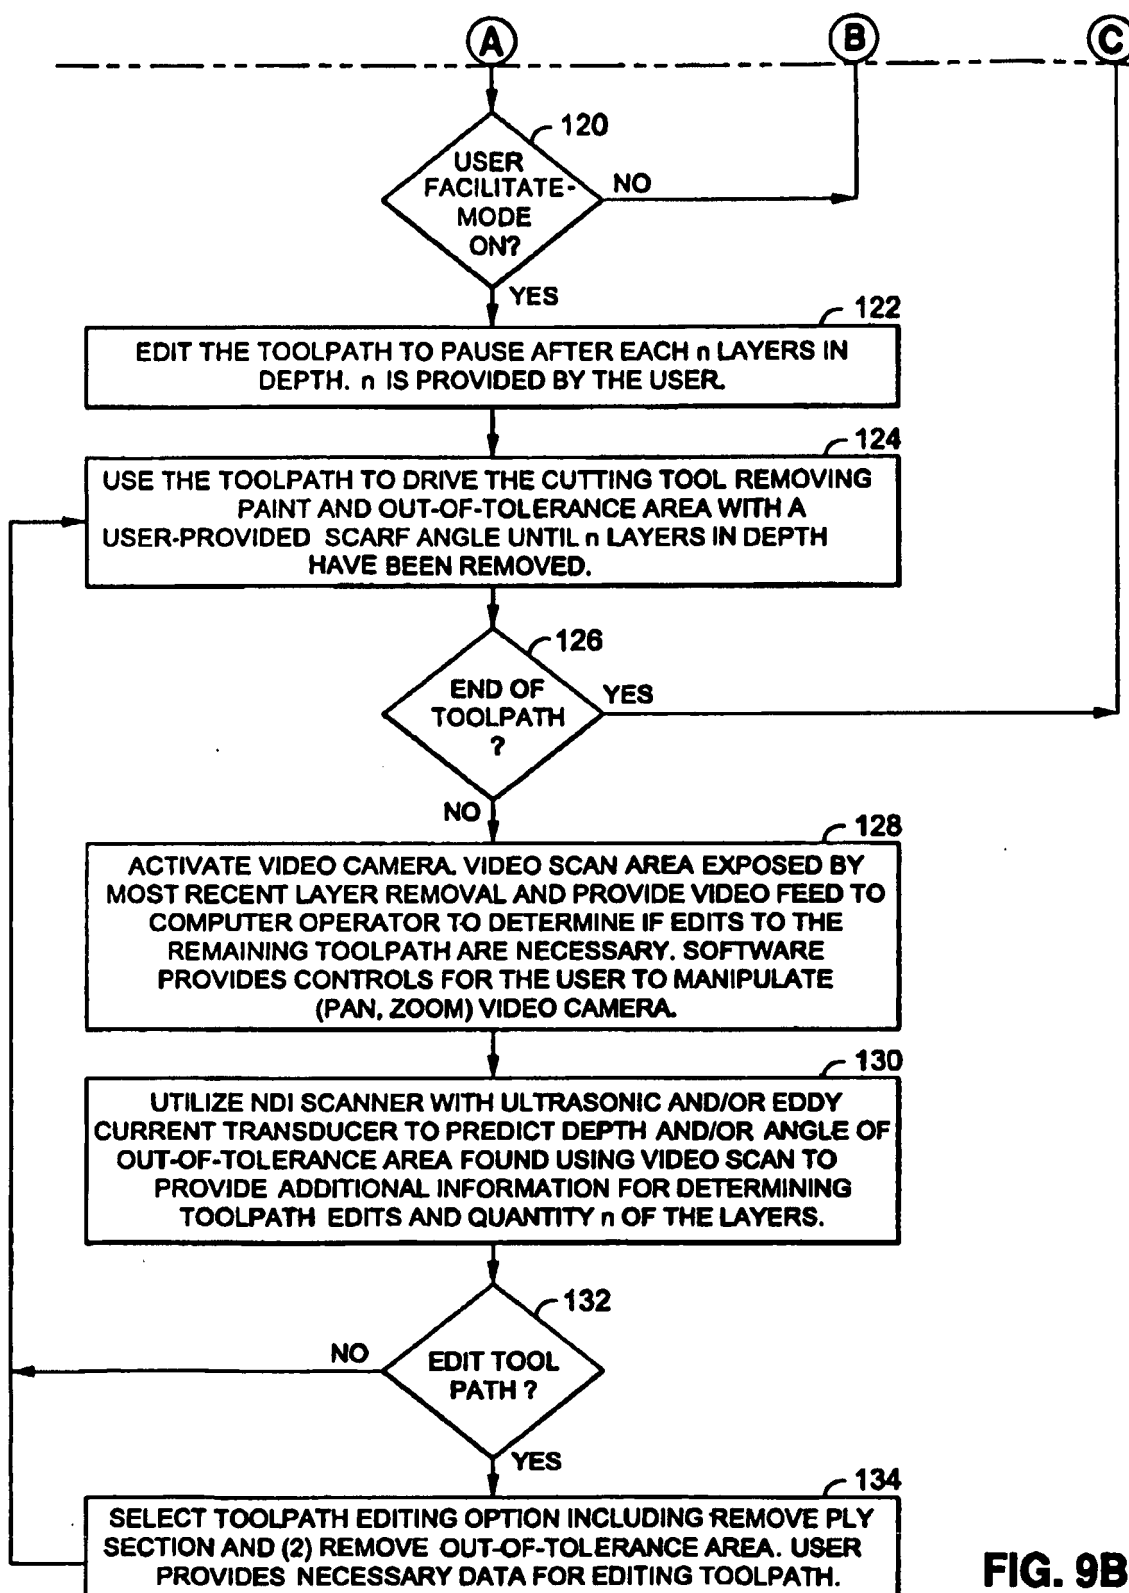 A
B
C
120
USER
FACILITATE-
MODE
ON?
NO
YES
122
EDIT THE TOOLPATH TO PAUSE AFTER EACH n LAYERS IN
DEPTH. n IS PROVIDED BY THE USER.
124
USE THE TOOLPATH TO DRIVE THE CUTTING TOOL REMOVING
PAINT AND OUT-OF-TOLERANCE AREA WITH A
USER-PROVIDED SCARF ANGLE UNTIL n LAYERS IN DEPTH
HAVE BEEN REMOVED.
126
END OF
TOOLPATH
?
YES
NO
128
ACTIVATE VIDEO CAMERA. VIDEO SCAN AREA EXPOSED BY
MOST RECENT LAYER REMOVAL AND PROVIDE VIDEO FEED TO
COMPUTER OPERATOR TO DETERMINE IF EDITS TO THE
REMAINING TOOLPATH ARE NECESSARY. SOFTWARE
PROVIDES CONTROLS FOR THE USER TO MANIPULATE
(PAN, ZOOM) VIDEO CAMERA.
130
UTILIZE NDI SCANNER WITH ULTRASONIC AND/OR EDDY
CURRENT TRANSDUCER TO PREDICT DEPTH AND/OR ANGLE OF
OUT-OF-TOLERANCE AREA FOUND USING VIDEO SCAN TO
PROVIDE ADDITIONAL INFORMATION FOR DETERMINING
TOOLPATH EDITS AND QUANTITY n OF THE LAYERS.
132
EDIT TOOL
PATH ?
NO
YES
134
SELECT TOOLPATH EDITING OPTION INCLUDING REMOVE PLY
SECTION AND (2) REMOVE OUT-OF-TOLERANCE AREA. USER
PROVIDES NECESSARY DATA FOR EDITING TOOLPATH.
FIG. 9B